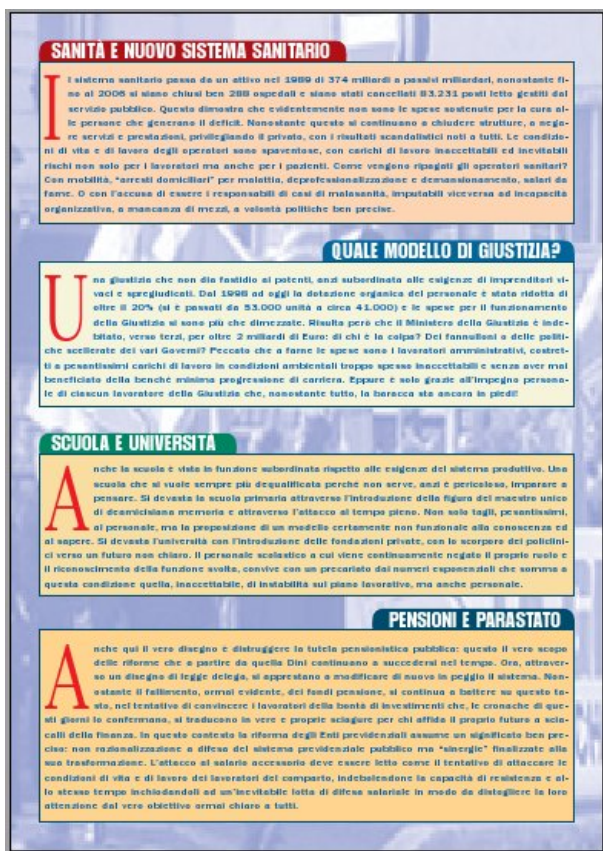 SANITÀ E NUOVO SISTEMA SANITARIO
Il sistema sanitario passa da un attivo nel 1989 di 374 miliardi a passivi miliardari, nonostante fi-
no al 2006 si siano chiusi ben 288 ospedali e siano stati cancellati 83.231 posti letto gestiti dal
servizio pubblico. Questo dimostra che evidentemente non sono le spese sostenute per la cura al-
le persone che generano il deficit. Nonostante questo si continuano a chiudere strutture, a nega-
re servizi e prestazioni, privilegiando il privato, con i risultati scandalistici noti a tutti. Le condizio-
ni di vita e di lavoro degli operatori sono spaventose, con carichi di lavoro inaccettabili ed inevitabili
rischi non solo per i lavoratori ma anche per i pazienti. Come vengono ripagati gli operatori sanitari?
Con mobilità, "arresti domiciliari" per malattia, deprofessionalizzazione e demansionamento, salari da
fame. O con l'accusa di essere i responsabili di casi di malasanità, imputabili viceversa ad incapacità
organizzativa, a mancanza di mezzi, a volontà politiche ben precise.
QUALE MODELLO DI GIUSTIZIA?
Una giustizia che non dia fastidio ai potenti, anzi subordinata alle esigenze di imprenditori vi-
vaci e spregiudicati. Dal 1998 ad oggi la dotazione organica del personale è stata ridotta di
oltre il 20% (si è passati da 53.000 unità a circa 41.000) e le spese per il funzionamento
della Giustizia si sono più che dimezzate. Risulta però che il Ministero della Giustizia è inde-
bitato, verso terzi, per oltre 2 miliardi di Euro: di chi è la colpa? Dei fannulloni o delle politi-
che scellerate dei vari Governi? Peccato che a farne le spese sono i lavoratori amministrativi, costret-
ti a pesantissimi carichi di lavoro in condizioni ambientali troppo spesso inaccettabili e senza aver mai
beneficiato della benché minima progressione di carriera. Eppure è solo grazie all'impegno persona-
le di ciascun lavoratore della Giustizia che, nonostante tutto, la baracca sta ancora in piedi!
SCUOLA E UNIVERSITÀ
Anche la scuola è vista in funzione subordinata rispetto alle esigenze del sistema produttivo. Una
scuola che si vuole sempre più dequalificata perché non serve, anzi è pericoloso, imparare a
pensare. Si devasta la scuola primaria attraverso l'introduzione della figura del maestro unico
di deamicisiana memoria e attraverso l'attacco al tempo pieno. Non solo tagli, pesantissimi,
al personale, ma la proposizione di un modello certamente non funzionale alla conoscenza ed
al sapere. Si devasta l'università con l'introduzione delle fondazioni private, con lo scorporo dei policlini-
ci verso un futuro non chiaro. Il personale scolastico a cui viene continuamente negato il proprio ruolo e
il riconoscimento della funzione svolta, convive con un precariato dai numeri esponenziali che somma a
questa condizione quella, inaccettabile, di instabilità sul piano lavorativo, ma anche personale.
PENSIONI E PARASTATO
Anche qui il vero disegno è distruggere la tutela pensionistica pubblica: questo il vero scopo
delle riforme che a partire da quella Dini continuano a succedersi nel tempo. Ora, attraver-
so un disegno di legge delega, si apprestano a modificare di nuovo in peggio il sistema. Non-
ostante il fallimento, ormai evidente, dei fondi pensione, si continua a battere su questo ta-
sto, nel tentativo di convincere i lavoratori della bontà di investimenti che, le cronache di que-
sti giorni lo confermano, si traducono in vere e proprie sciagure per chi affida il proprio futuro a scia-
calli della finanza. In questo contesto la riforma degli Enti previdenziali assume un significato ben pre-
ciso: non razionalizzazione a difesa del sistema previdenziale pubblico ma "sinergie" finalizzate alla
sua trasformazione. L'attacco al salario accessorio deve essere letto come il tentativo di attaccare le
condizioni di vita e di lavoro dei lavoratori del comparto, indebolendone la capacità di resistenza e al-
lo stesso tempo inchiodandoli ad un'inevitabile lotta di difesa salariale in modo da distogliere la loro
attenzione dal vero obiettivo ormai chiaro a tutti.